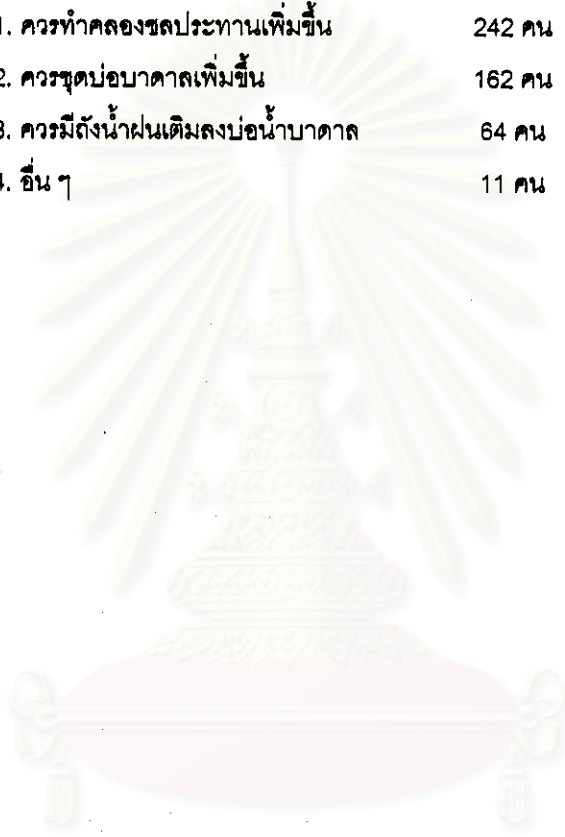 1. ควรทำคลองชลประทานเพิ่มขึ้น 242 คน
2. ควรขุดบ่อบาดาลเพิ่มขึ้น 162 คน
3. ควรมีถังน้ำฝนเติมลงบ่อน้ำบาดาล 64 คน
4. อื่น ๆ 11 คน